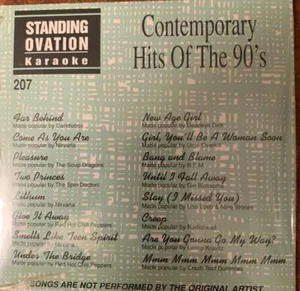 STANDING
OVATION
Karaoke
207
Contemporary
Hits Of The 90's
Far Behind
Made popular by Candlebox
Come As You Are
Made popular by Nirvana
Pleasure
Made popular by The Soup Dragons
Two Princes
Made popular by The Spin Doctors
Lithium
Made popular by Nirvana
Give It Away
Made popular by Red Hot Chili Peppers
Smells Like Teen Spirit
Made popular by Nirvana
Under The Bridge
Made popular by Red Hot Chili Peppers
New Age Girl
Made popular by Deadeye Dick
Girl, You'll Be A Woman Soon
Made popular by Urge Overkill
Bang and Blame
Made popular by R.E.M.
Until I Fall Away
Made popular by Gin Blossoms
Stay (I Missed You)
Made popular by Lisa Loeb & Nine Stories
Creep
Made popular by Radiohead
Are You Gonna Go My Way?
Made popular by Lenny Kravitz
Mmm Mmm Mmm Mmm Mmm
Made popular by Crash Test Dummies
SONGS ARE NOT PERFORMED BY THE ORIGINAL ARTIST